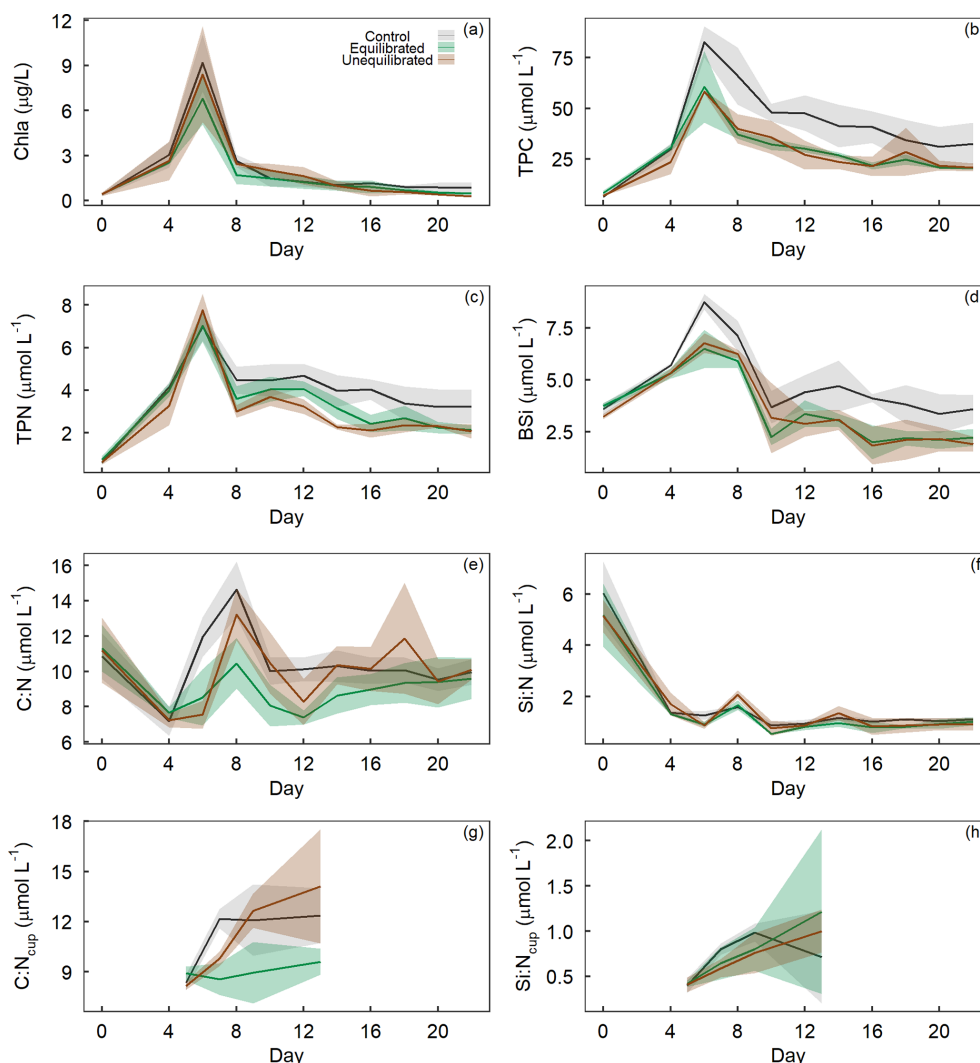 (a)
Control
Equilibrated
Unequilibrated
Chla (µg/L)
12
9
6
3
0
0 4 8 12 16 20
Day
(b)
TPC (µmol L⁻¹)
75
50
25
0 4 8 12 16 20
Day
(c)
TPN (µmol L⁻¹)
8
6
4
2
0 4 8 12 16 20
Day
(d)
BSi (µmol L⁻¹)
7.5
5.0
2.5
0 4 8 12 16 20
Day
(e)
C:N (µmol L⁻¹)
16
14
12
10
8
6
0 4 8 12 16 20
Day
(f
Si:N (µmol L⁻¹)
6
4
2
0 4 8 12 16 20
Day
(g)
C:Ncup (µmol L⁻¹)
18
15
12
9
0 4 8 12 16 20
Day
(h)
Si:Ncup (µmol L⁻¹)
2.0
1.5
1.0
0.5
0 4 8 12 16 20
Day